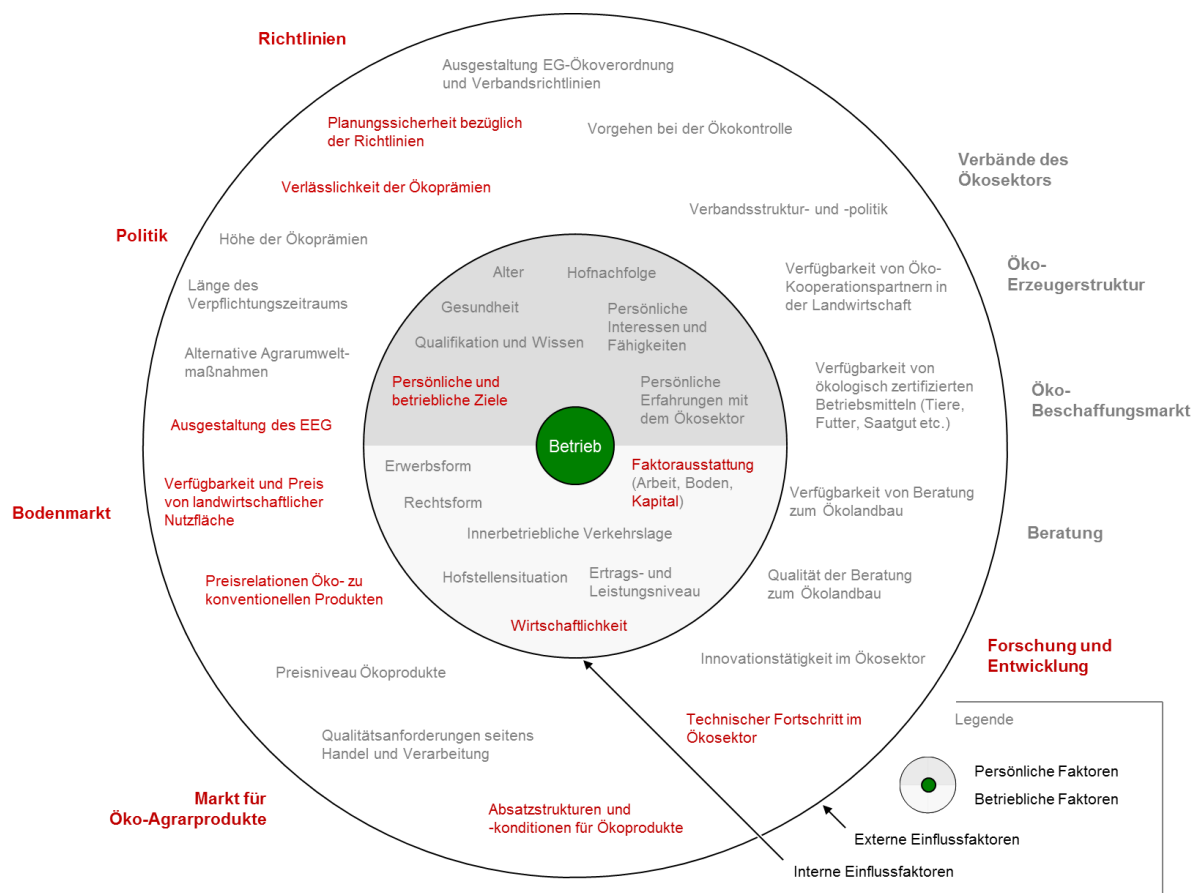 Richtlinien
Ausgestaltung EG-Ökoverordnung
und Verbandsrichtlinien
Planungssicherheit bezüglich
der Richtlinien
Vorgehen bei der Ökokontrolle
Verlässlichkeit der Ökoprämien
Verbände des
Ökosektors
Verbandsstruktur- und -politik
Politik
Höhe der Ökoprämien
Länge des
Verpflichtungszeitraums
Alternative Agrarumwelt-
maßnahmen
Ausgestaltung des EEG
Alter
Hofnachfolge
Gesundheit
Persönliche
Interessen und
Fähigkeiten
Qualifikation und Wissen
Persönliche und
betriebliche Ziele
Persönliche
Erfahrungen mit
dem Ökosektor
Betrieb
Verfügbarkeit von Öko-
Kooperationspartnern in
der Landwirtschaft
Öko-
Erzeugerstruktur
Verfügbarkeit von
ökologisch zertifizierten
Betriebsmitteln (Tiere,
Futter, Saatgut etc.)
Öko-
Beschaffungsmarkt
Erwerbsform
Rechtsform
Faktorausstattung
(Arbeit, Boden,
Kapital)
Innerbetriebliche Verkehrslage
Hofstellensituation
Ertrags- und
Leistungsniveau
Wirtschaftlichkeit
Bodenmarkt
Verfügbarkeit und Preis
von landwirtschaftlicher
Nutzfläche
Verfügbarkeit von Beratung
zum Ökolandbau
Beratung
Qualität der Beratung
zum Ökolandbau
Preisrelationen Öko- zu
konventionellen Produkten
Preisniveau Ökoprodukte
Qualitätsanforderungen seitens
Handel und Verarbeitung
Markt für
Öko-Agrarprodukte
Absatzstrukturen und
-konditionen für Ökoprodukte
Innovationstätigkeit im Ökosektor
Forschung und
Entwicklung
Technischer Fortschritt im
Ökosektor
Legende
Persönliche Faktoren
Betriebliche Faktoren
Externe Einflussfaktoren
Interne Einflussfaktoren